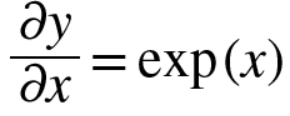 ∂y/∂x = exp(x)